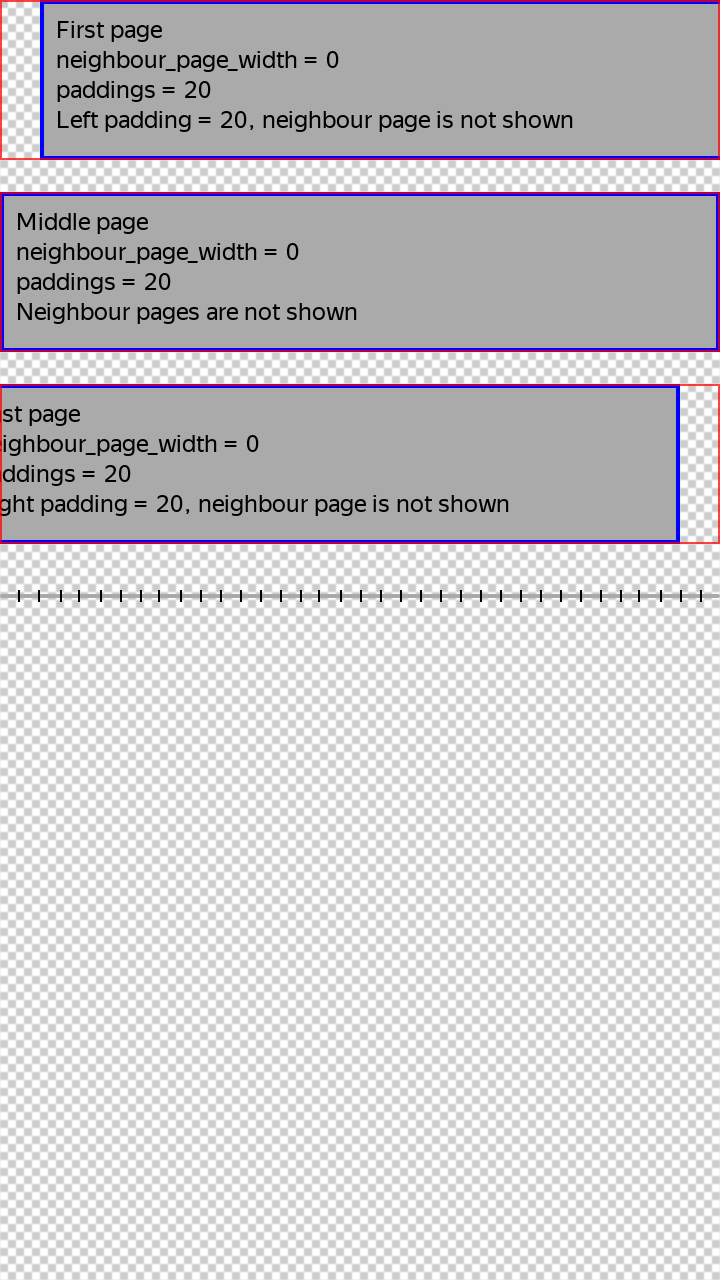 First page
neighbour_page_width = 0
paddings = 20
Left padding = 20, neighbour page is not shown
Middle page
neighbour_page_width = 0
paddings = 20
Neighbour pages are not shown
st page
ighbour_page_width = 0
ddings = 20
ght padding = 20, neighbour page is not shown